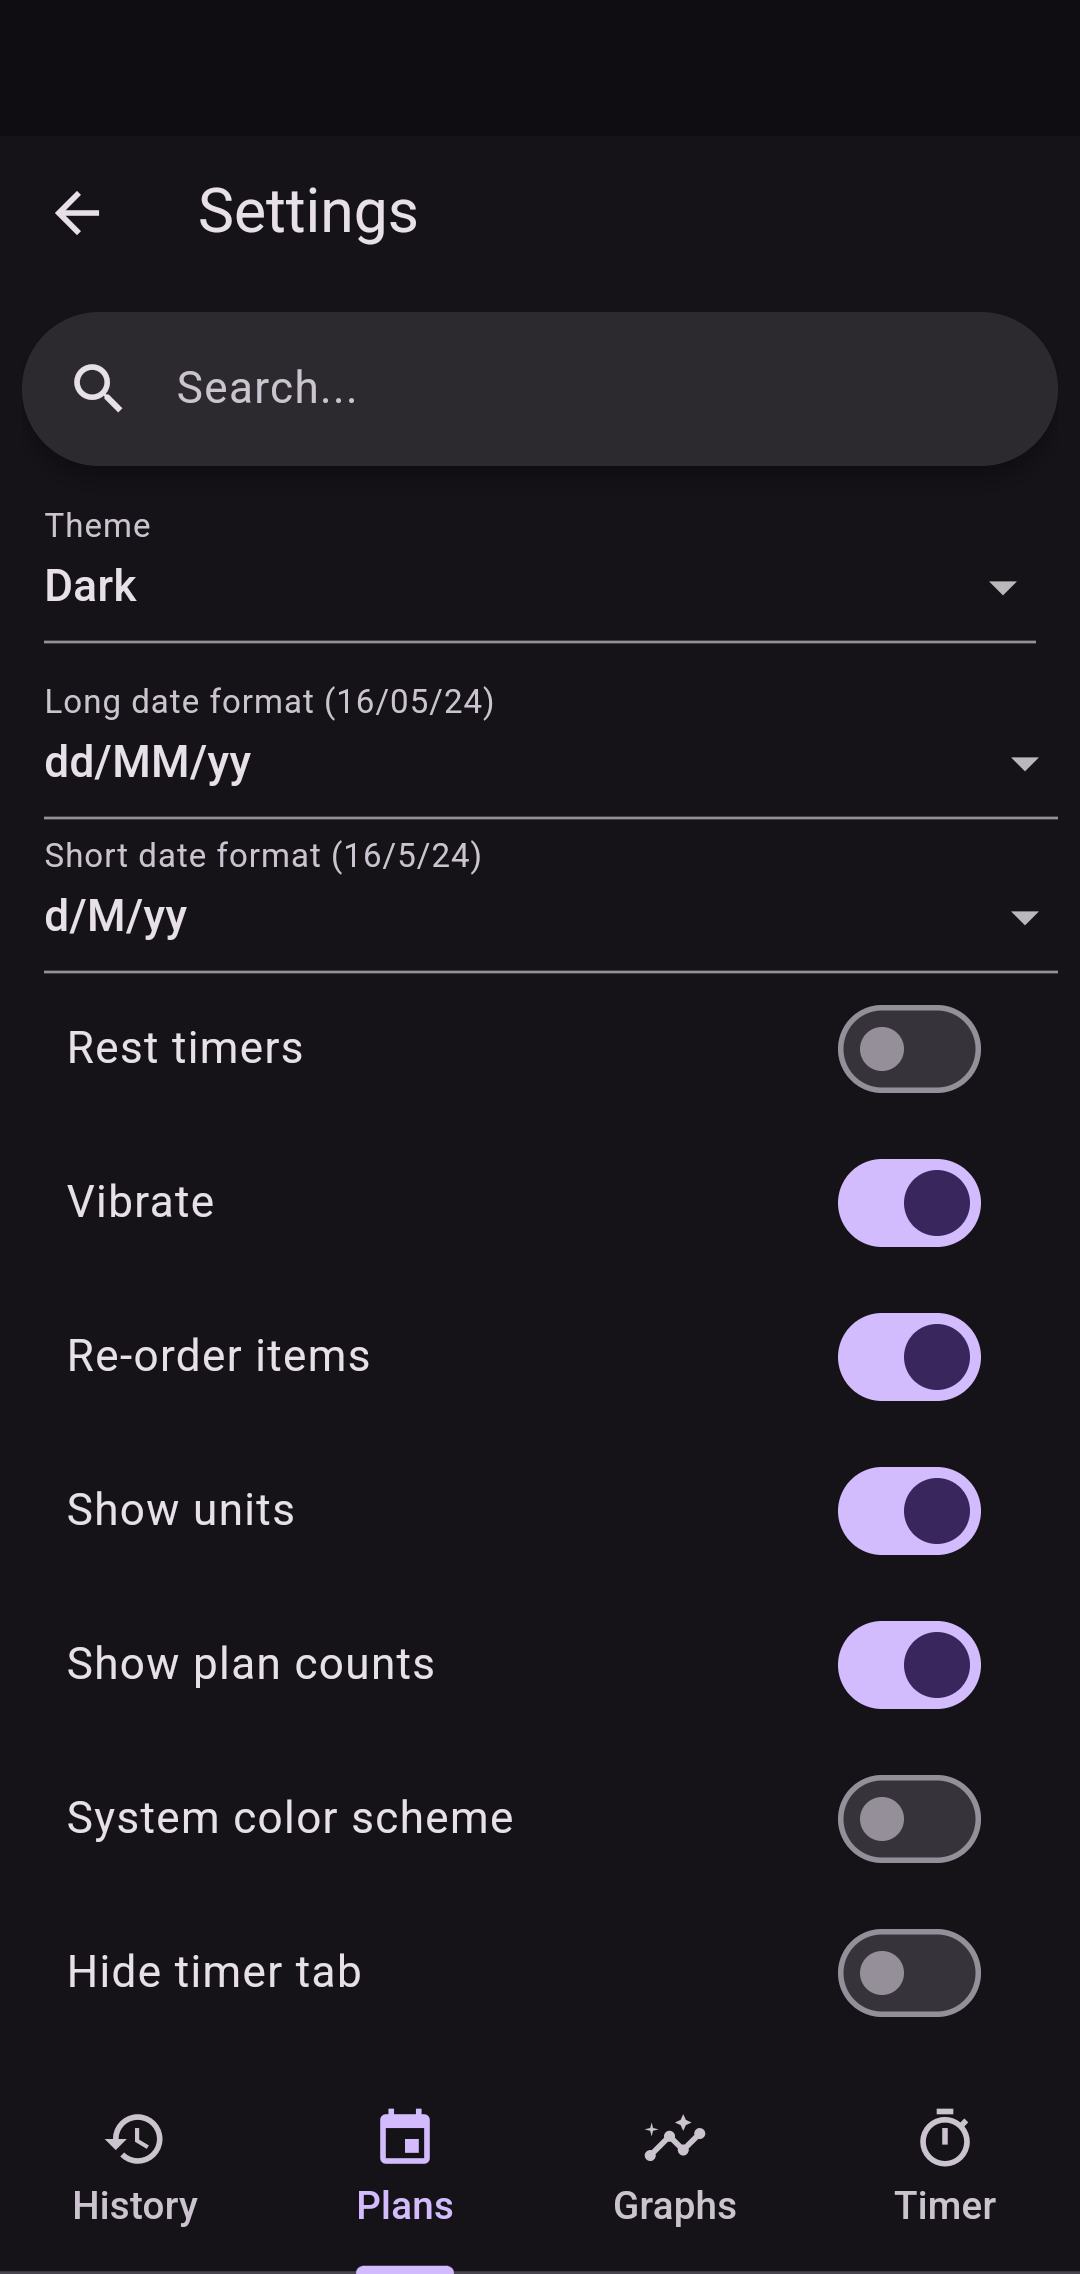 Settings
Search...
Theme
Dark
Long date format (16/05/24)
dd/MM/yy
Short date format (16/5/24)
d/M/yy
Rest timers
Vibrate
Re-order items
Show units
Show plan counts
System color scheme
Hide timer tab
History
Plans
Graphs
Timer